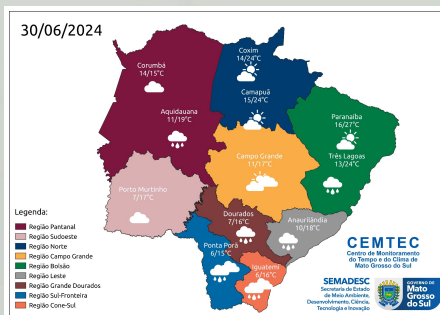 30/06/2024
Corumbá
14/15°C
Aquidauana
11/19°C
Coxim
14/24°C
Camapuã
15/24°C
Paranaíba
16/27°C
Três Lagoas
13/24°C
Campo Grande
11/17°C
Porto Murtinho
7/17°C
Dourados
7/16°C
Anaurilândia
10/18°C
Ponta Porã
6/15°C
Iguatemi
6/16°C
Legenda:
Região Pantanal
Região Sudoeste
Região Norte
Região Campo Grande
Região Bolsão
Região Leste
Região Grande Dourados
Região Sul-Fronteira
Região Cone-Sul
CEMTEC
Centro de Monitoramento
do Tempo e do Clima de
Mato Grosso do Sul
SEMADESC
Secretaria de Estado
de Meio Ambiente,
Desenvolvimento, Ciência,
Tecnologia e Inovação
GOVERNO DE
Mato
Grosso
do Sul